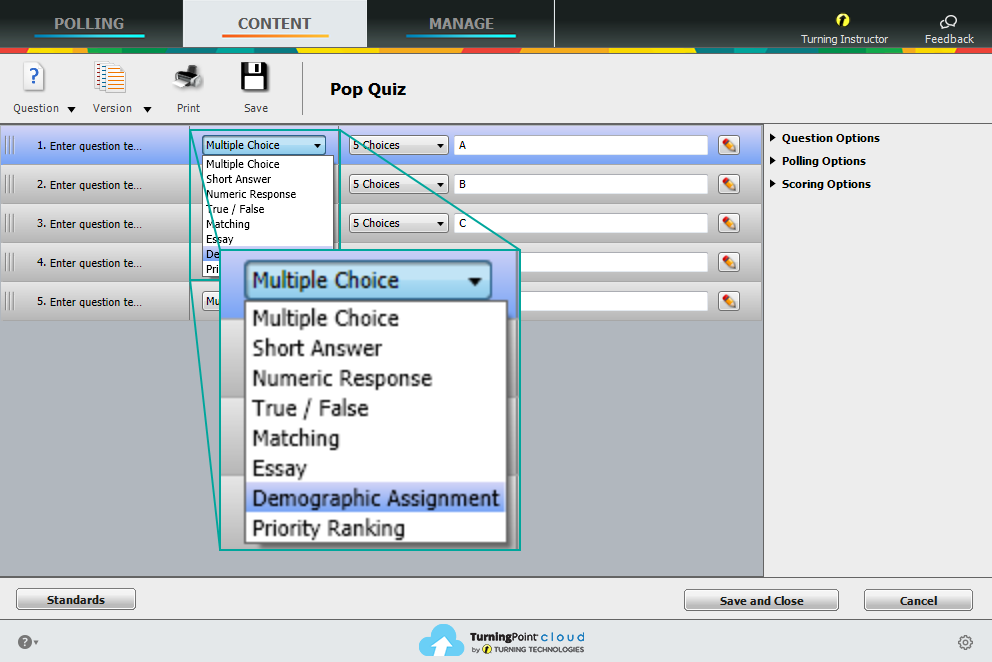 POLLING
CONTENT
MANAGE
Turning Instructor
Feedback
Question
Version
Print
Save
Pop Quiz
1. Enter question te...
Multiple Choice
5 Choices
A
Multiple Choice
Short Answer
Numeric Response
True / False
Matching
Essay
De
Pri
2. Enter question te...
5 Choices
B
3. Enter question te...
5 Choices
C
4. Enter question te...
5. Enter question te...
Mu
Multiple Choice
Multiple Choice
Short Answer
Numeric Response
True / False
Matching
Essay
Demographic Assignment
Priority Ranking
Question Options
Polling Options
Scoring Options
Standards
Save and Close
Cancel
TurningPoint cloud
by TURNING TECHNOLOGIES